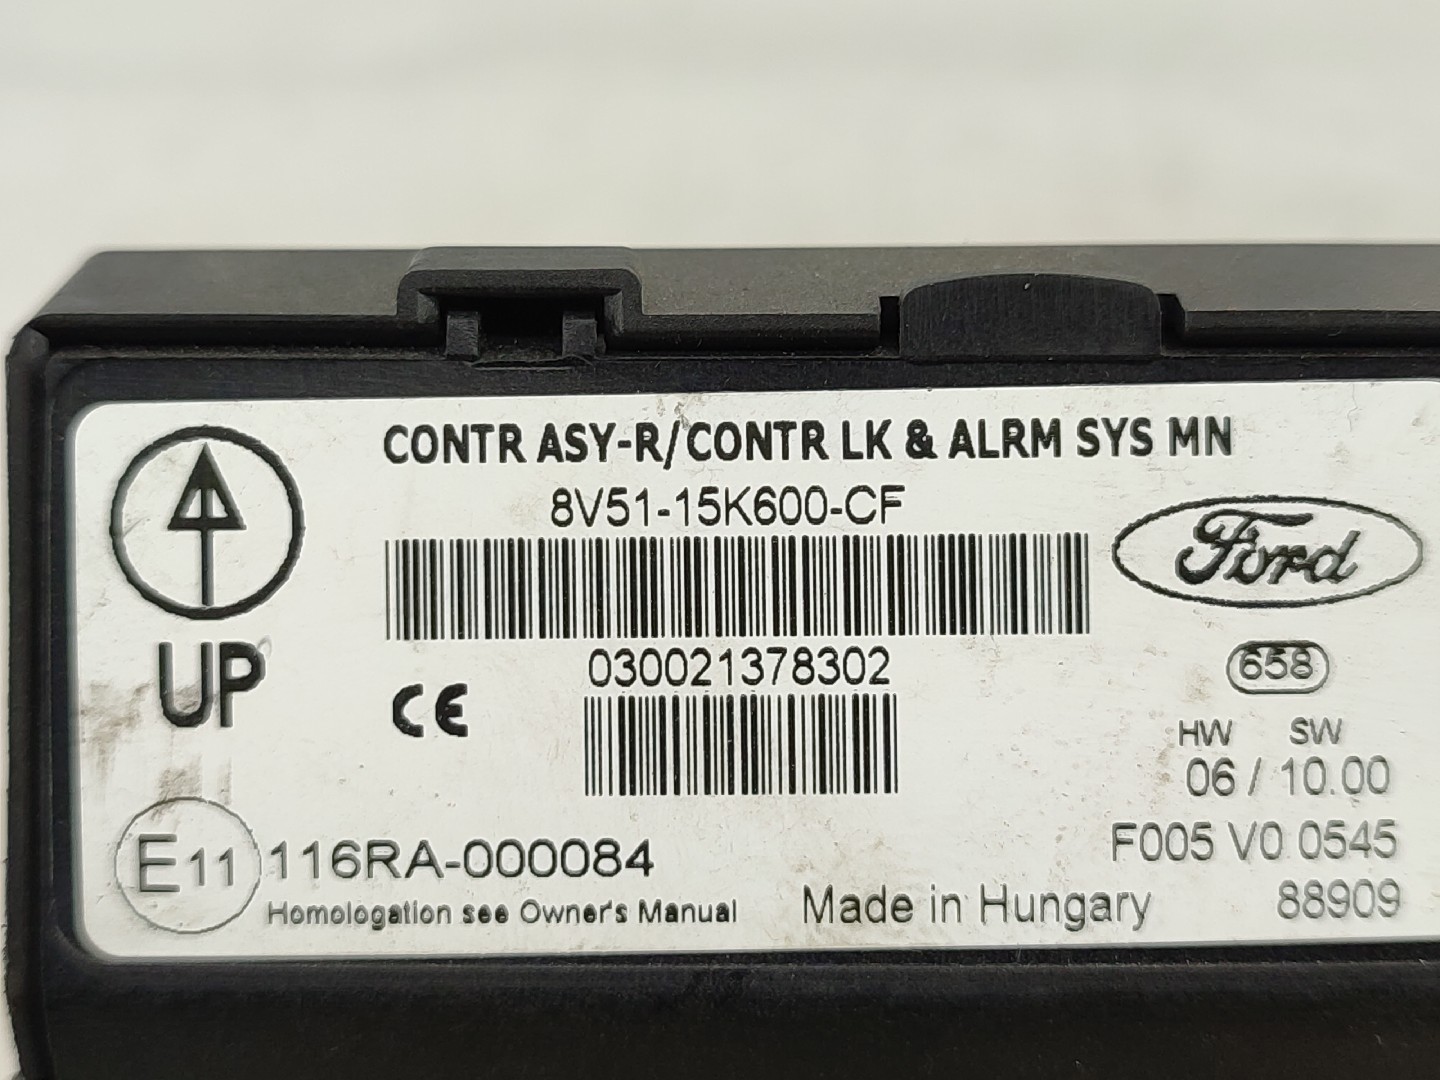 CONTR ASY-R/CONTR LK & ALRM SYS MN
8V51-15K600-CF
Ford
UP
030021378302
CE
658
HW SW
06 / 10.00
E11 116RA-000084
F005 V0 0545
Homologation see Owner's Manual
Made in Hungary
88909